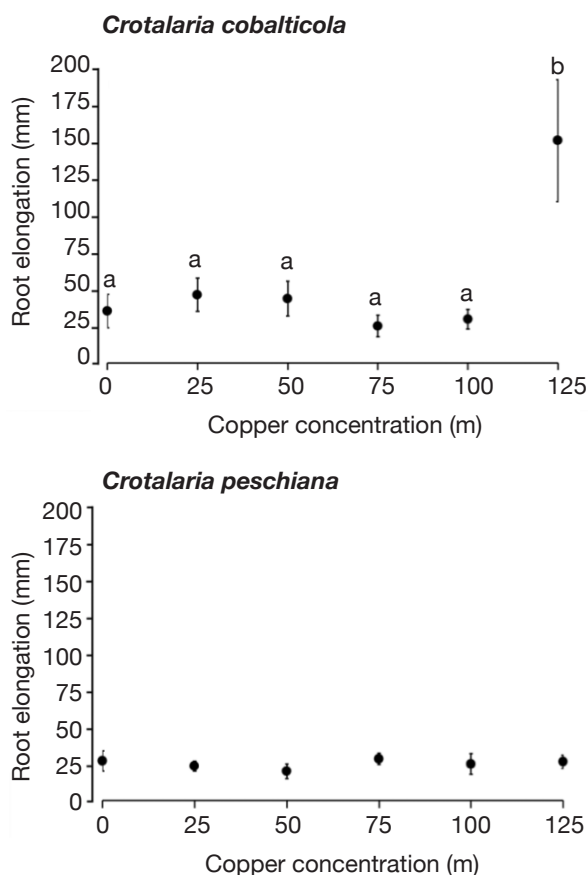 Crotalaria cobalticola
200
175
150
125
100
75
50
25
0
Root elongation (mm)
a
a
a
a
a
b
0 25 50 75 100 125
Copper concentration (m)
Crotalaria peschiana
200
175
150
125
100
75
50
25
0
Root elongation (mm)
0 25 50 75 100 125
Copper concentration (m)